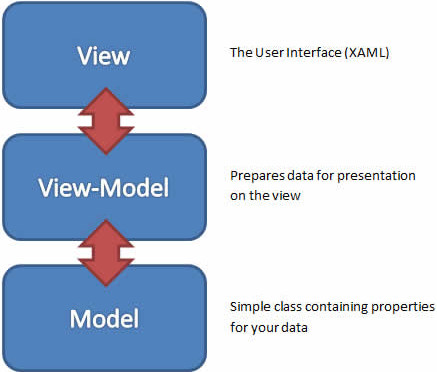 View
The User Interface (XAML)
View-Model
Prepares data for presentation
on the view
Model
Simple class containing properties
for your data